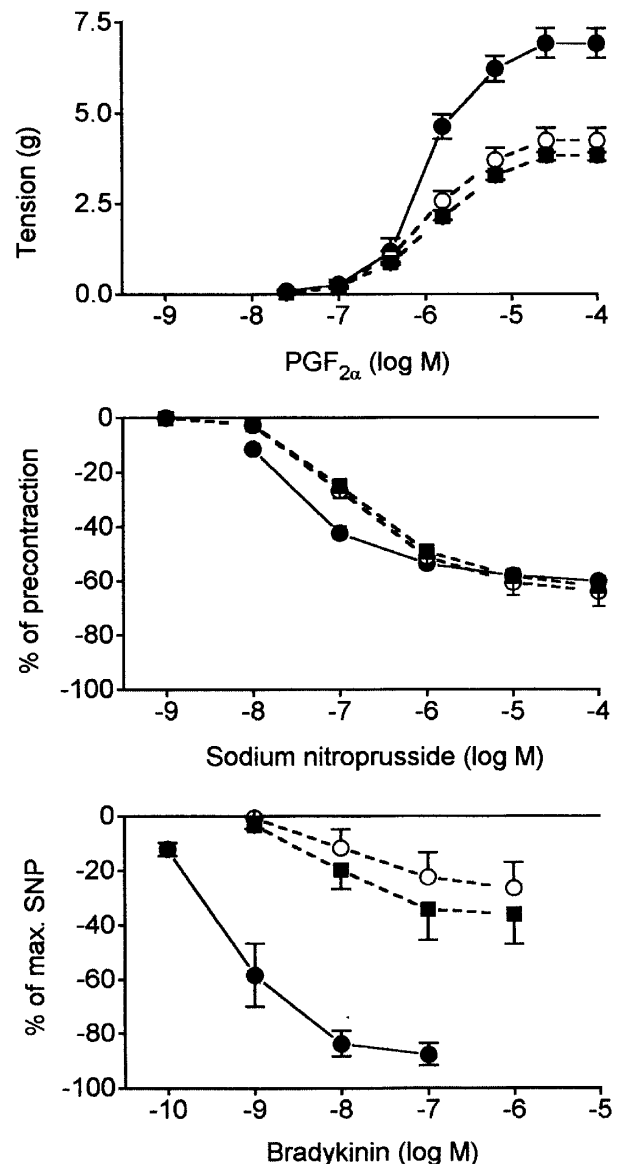 7.5
5.0
2.5
0.0
Tension (g)
-9 -8 -7 -6 -5 -4
PGF2α (log M)
0
-20
-40
-60
-80
-100
% of precontraction
-9 -8 -7 -6 -5 -4
Sodium nitroprusside (log M)
0
-20
-40
-60
-80
-100
% of max. SNP
-10 -9 -8 -7 -6 -5
Bradykinin (log M)